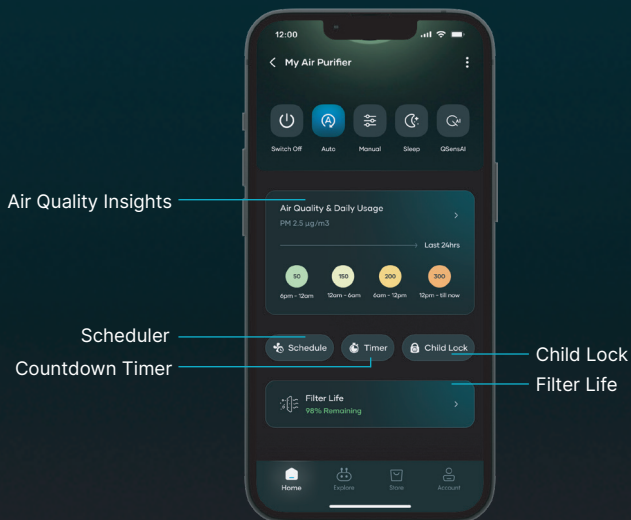 12:00
My Air Purifier
Switch Off Auto Manual Sleep QSensAI
AI
Air Quality Insights
Air Quality & Daily Usage
PM 2.5 µg/m3
Last 24hrs
50 150 200 300
6pm - 12am 12am - 6am 6am - 12pm 12pm - till now
Scheduler
Countdown Timer
Schedule Timer Child Lock
Child Lock
Filter Life
Filter Life
98% Remaining
Home Explore Store Account